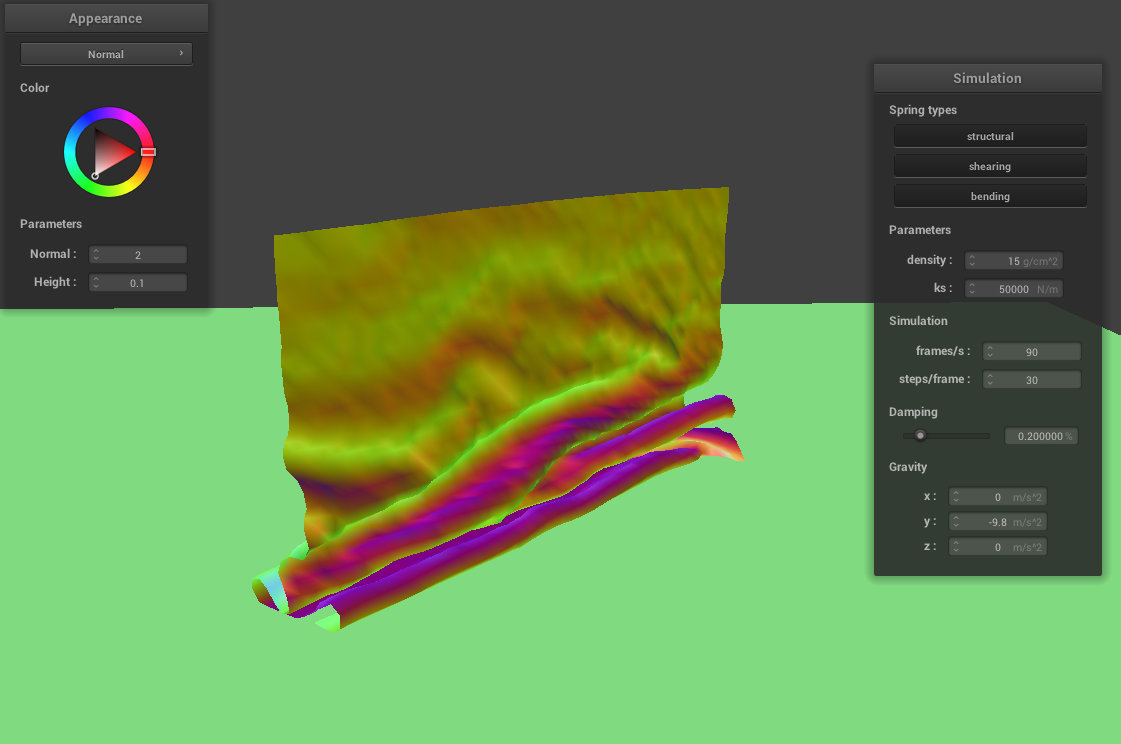 Appearance
Normal
Color
Parameters
Normal : 2
Height : 0.1
Simulation
Spring types
structural
shearing
bending
Parameters
density : 15 g/cm^2
ks : 50000 N/m
Simulation
frames/s : 90
steps/frame : 30
Damping
0.200000 %
Gravity
x : 0 m/s^2
y : -9.8 m/s^2
z : 0 m/s^2